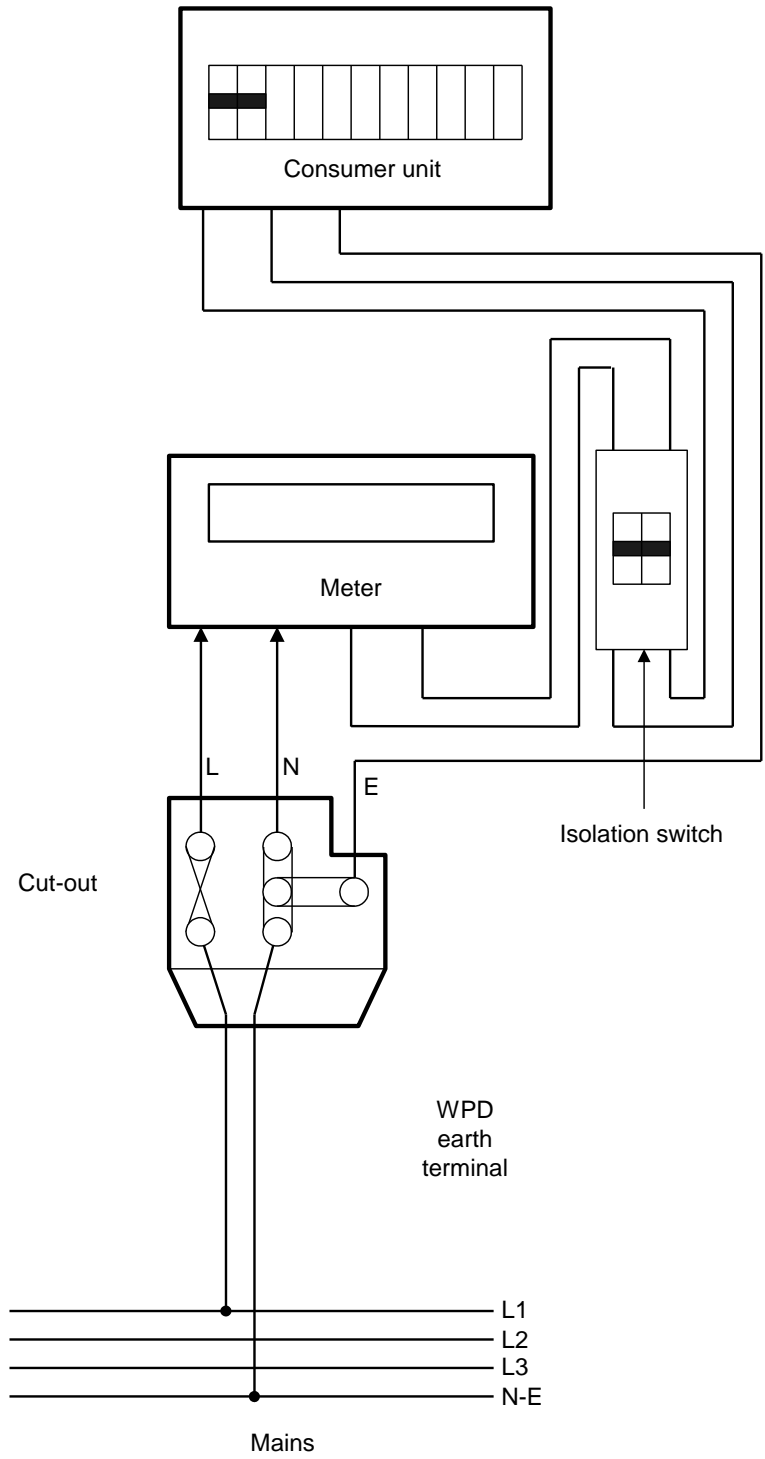 Consumer unit
Meter
L
N
E
Isolation switch
Cut-out
WPD
earth
terminal
L1
L2
L3
N-E
Mains